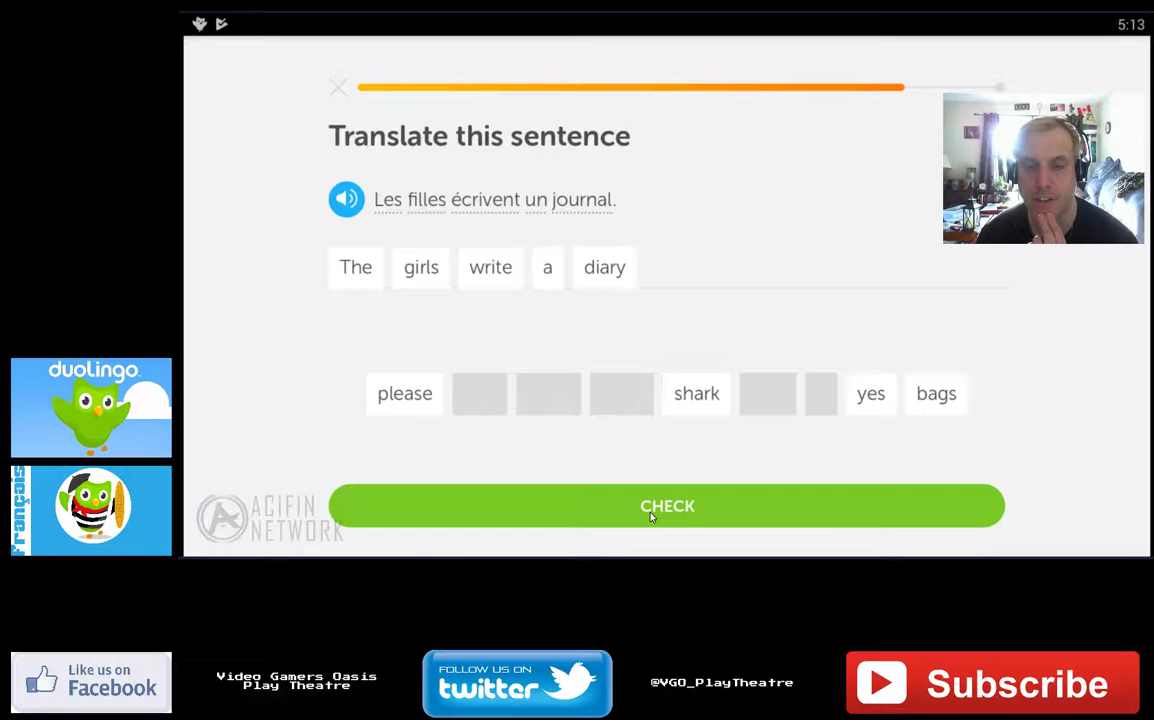 5:13
Translate this sentence
Les filles écrivent un journal.
The girls write a diary
please shark yes bags
CHECK
ACIFIN
NETWORK
duolingo
français
Like us on
Facebook
Video Gamers Oasis
Play Theatre
FOLLOW US ON
twitter
@VGO_PlayTheatre
Subscribe